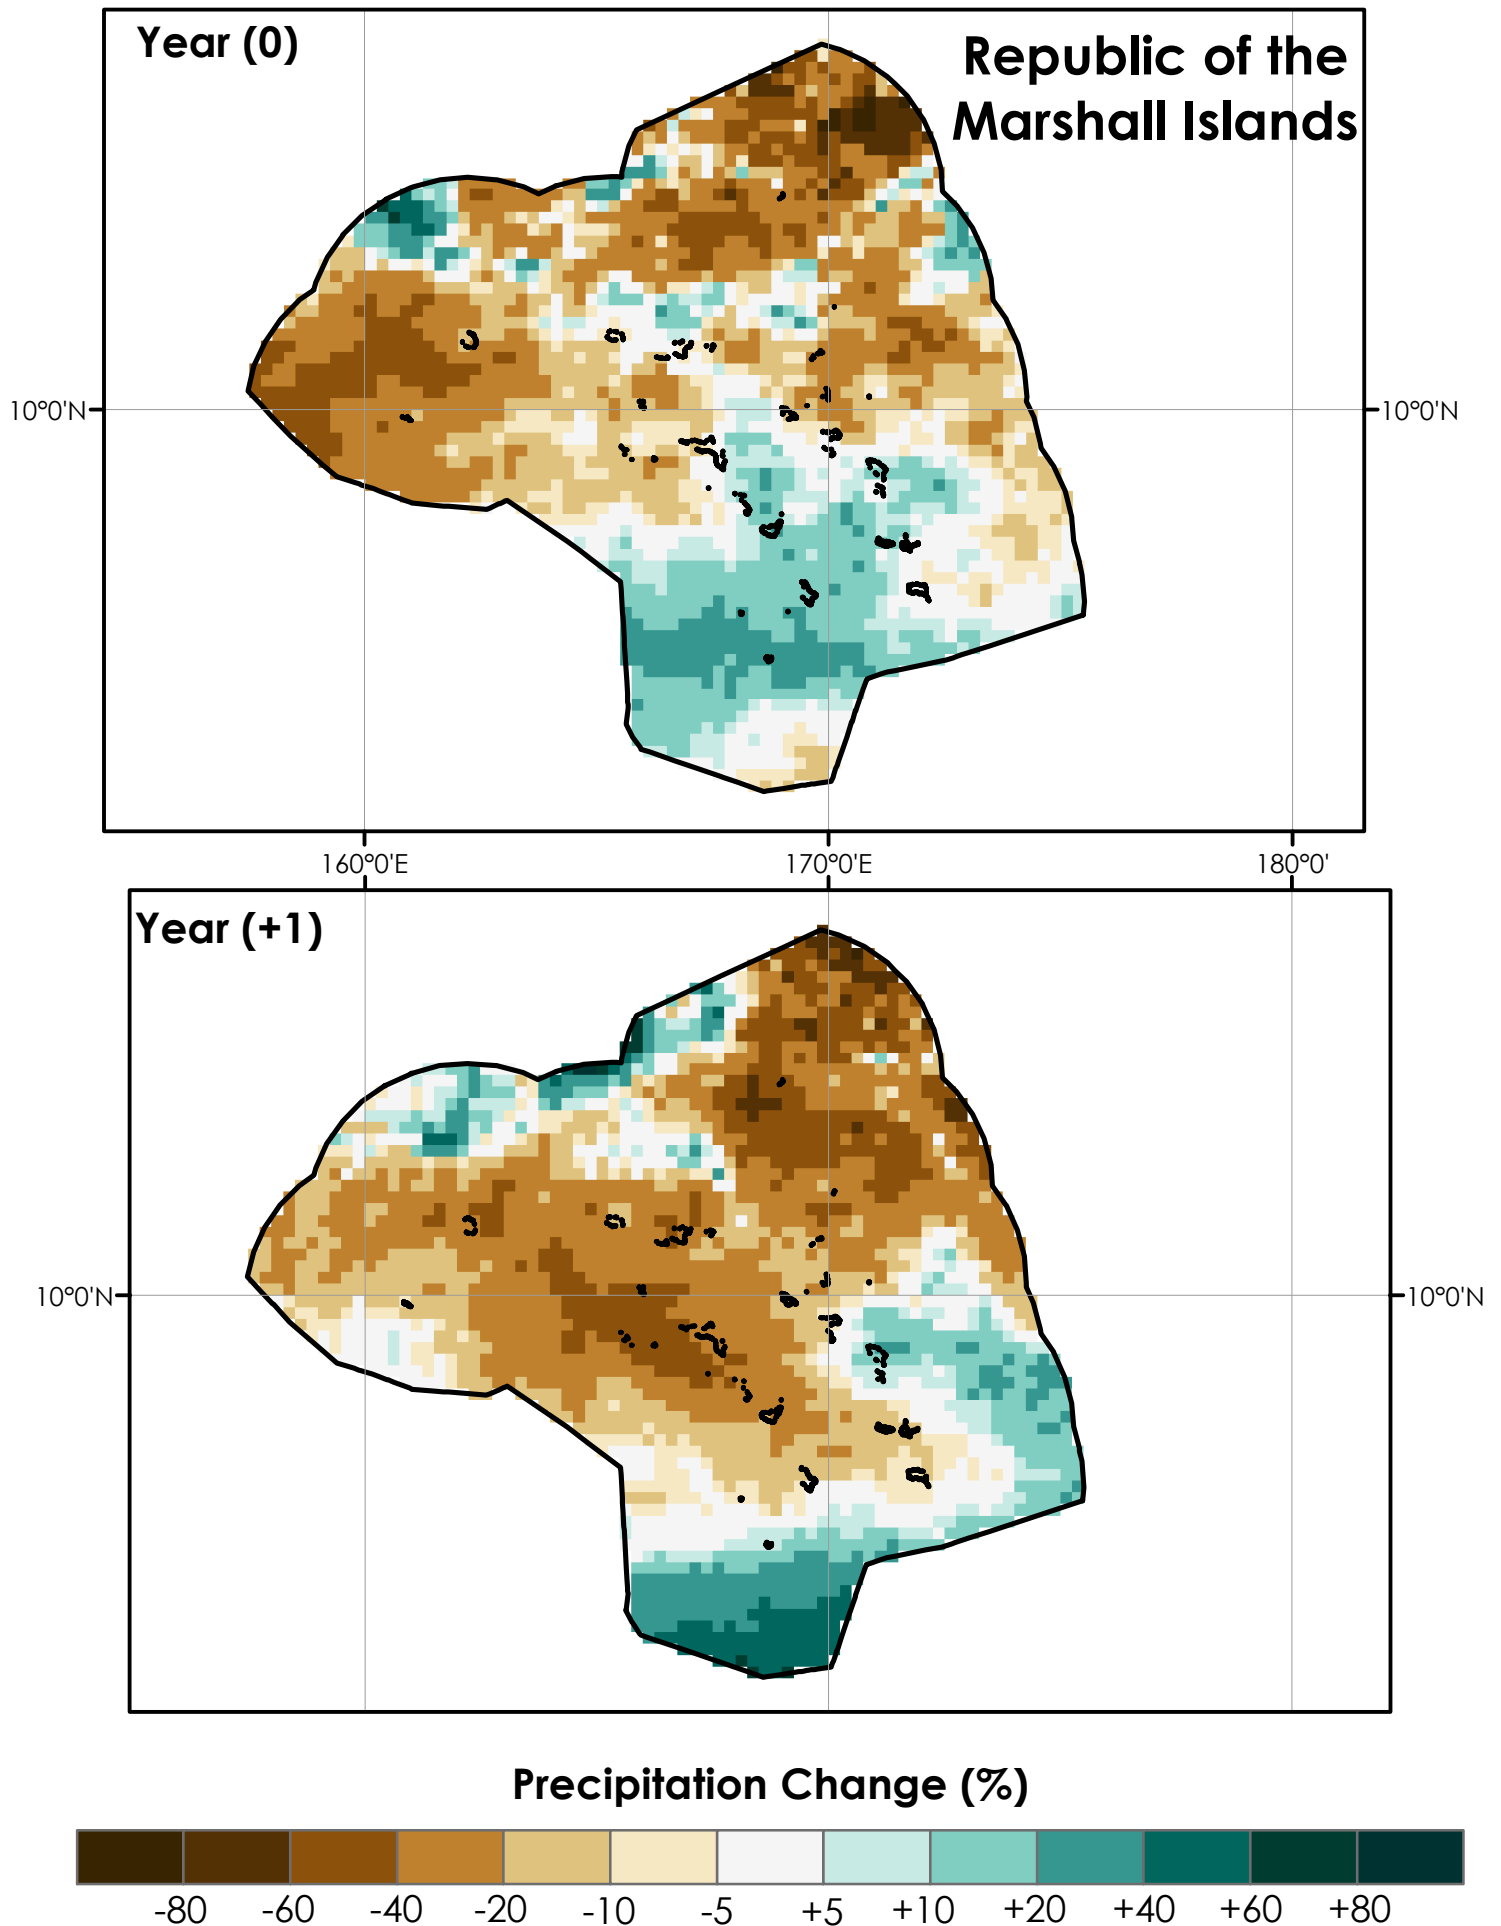 Year (0)
Republic of the
Marshall Islands
10°0'N
10°0'N
160°0'E
170°0'E
180°0'
Year (+1)
10°0'N
10°0'N
Precipitation Change (%)
-80 -60 -40 -20 -10 -5 +5 +10 +20 +40 +60 +80